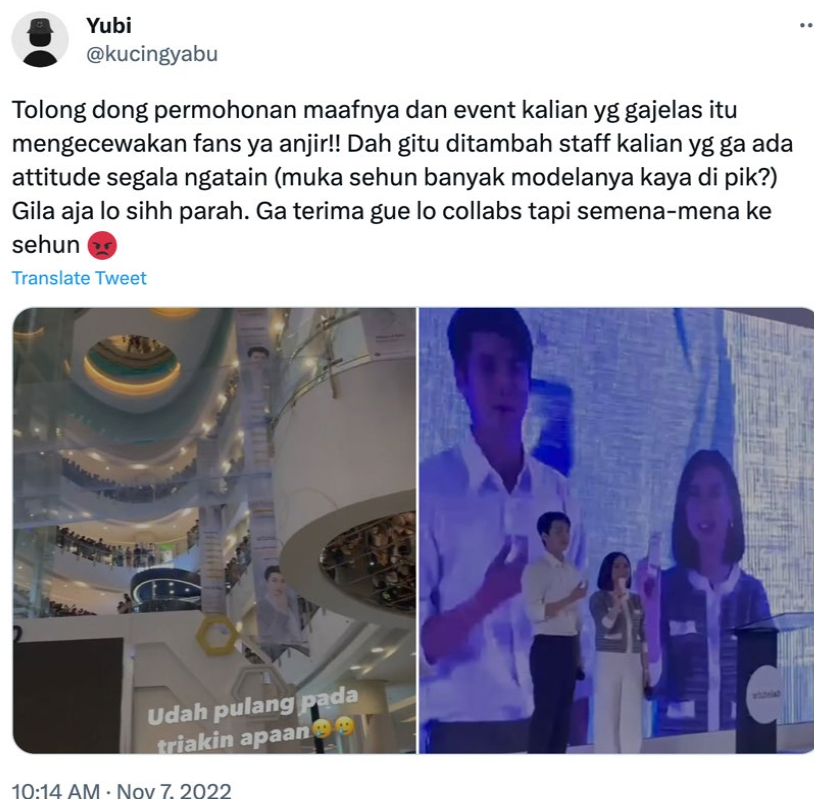 Yubi
@kucingyabu
Tolong dong permohonan maafnya dan event kalian yg gajelas itu
mengecewakan fans ya anjir!! Dah gitu ditambah staff kalian yg ga ada
attitude segala ngatain (muka sehun banyak modelanya kaya di pik?)
Gila aja lo sihh parah. Ga terima gue lo collabs tapi semena-mena ke
sehun 😡
Translate Tweet
Udah pulang pada
triakin apaan🥲🥲
whitelab
10:14 AM · Nov 7, 2022